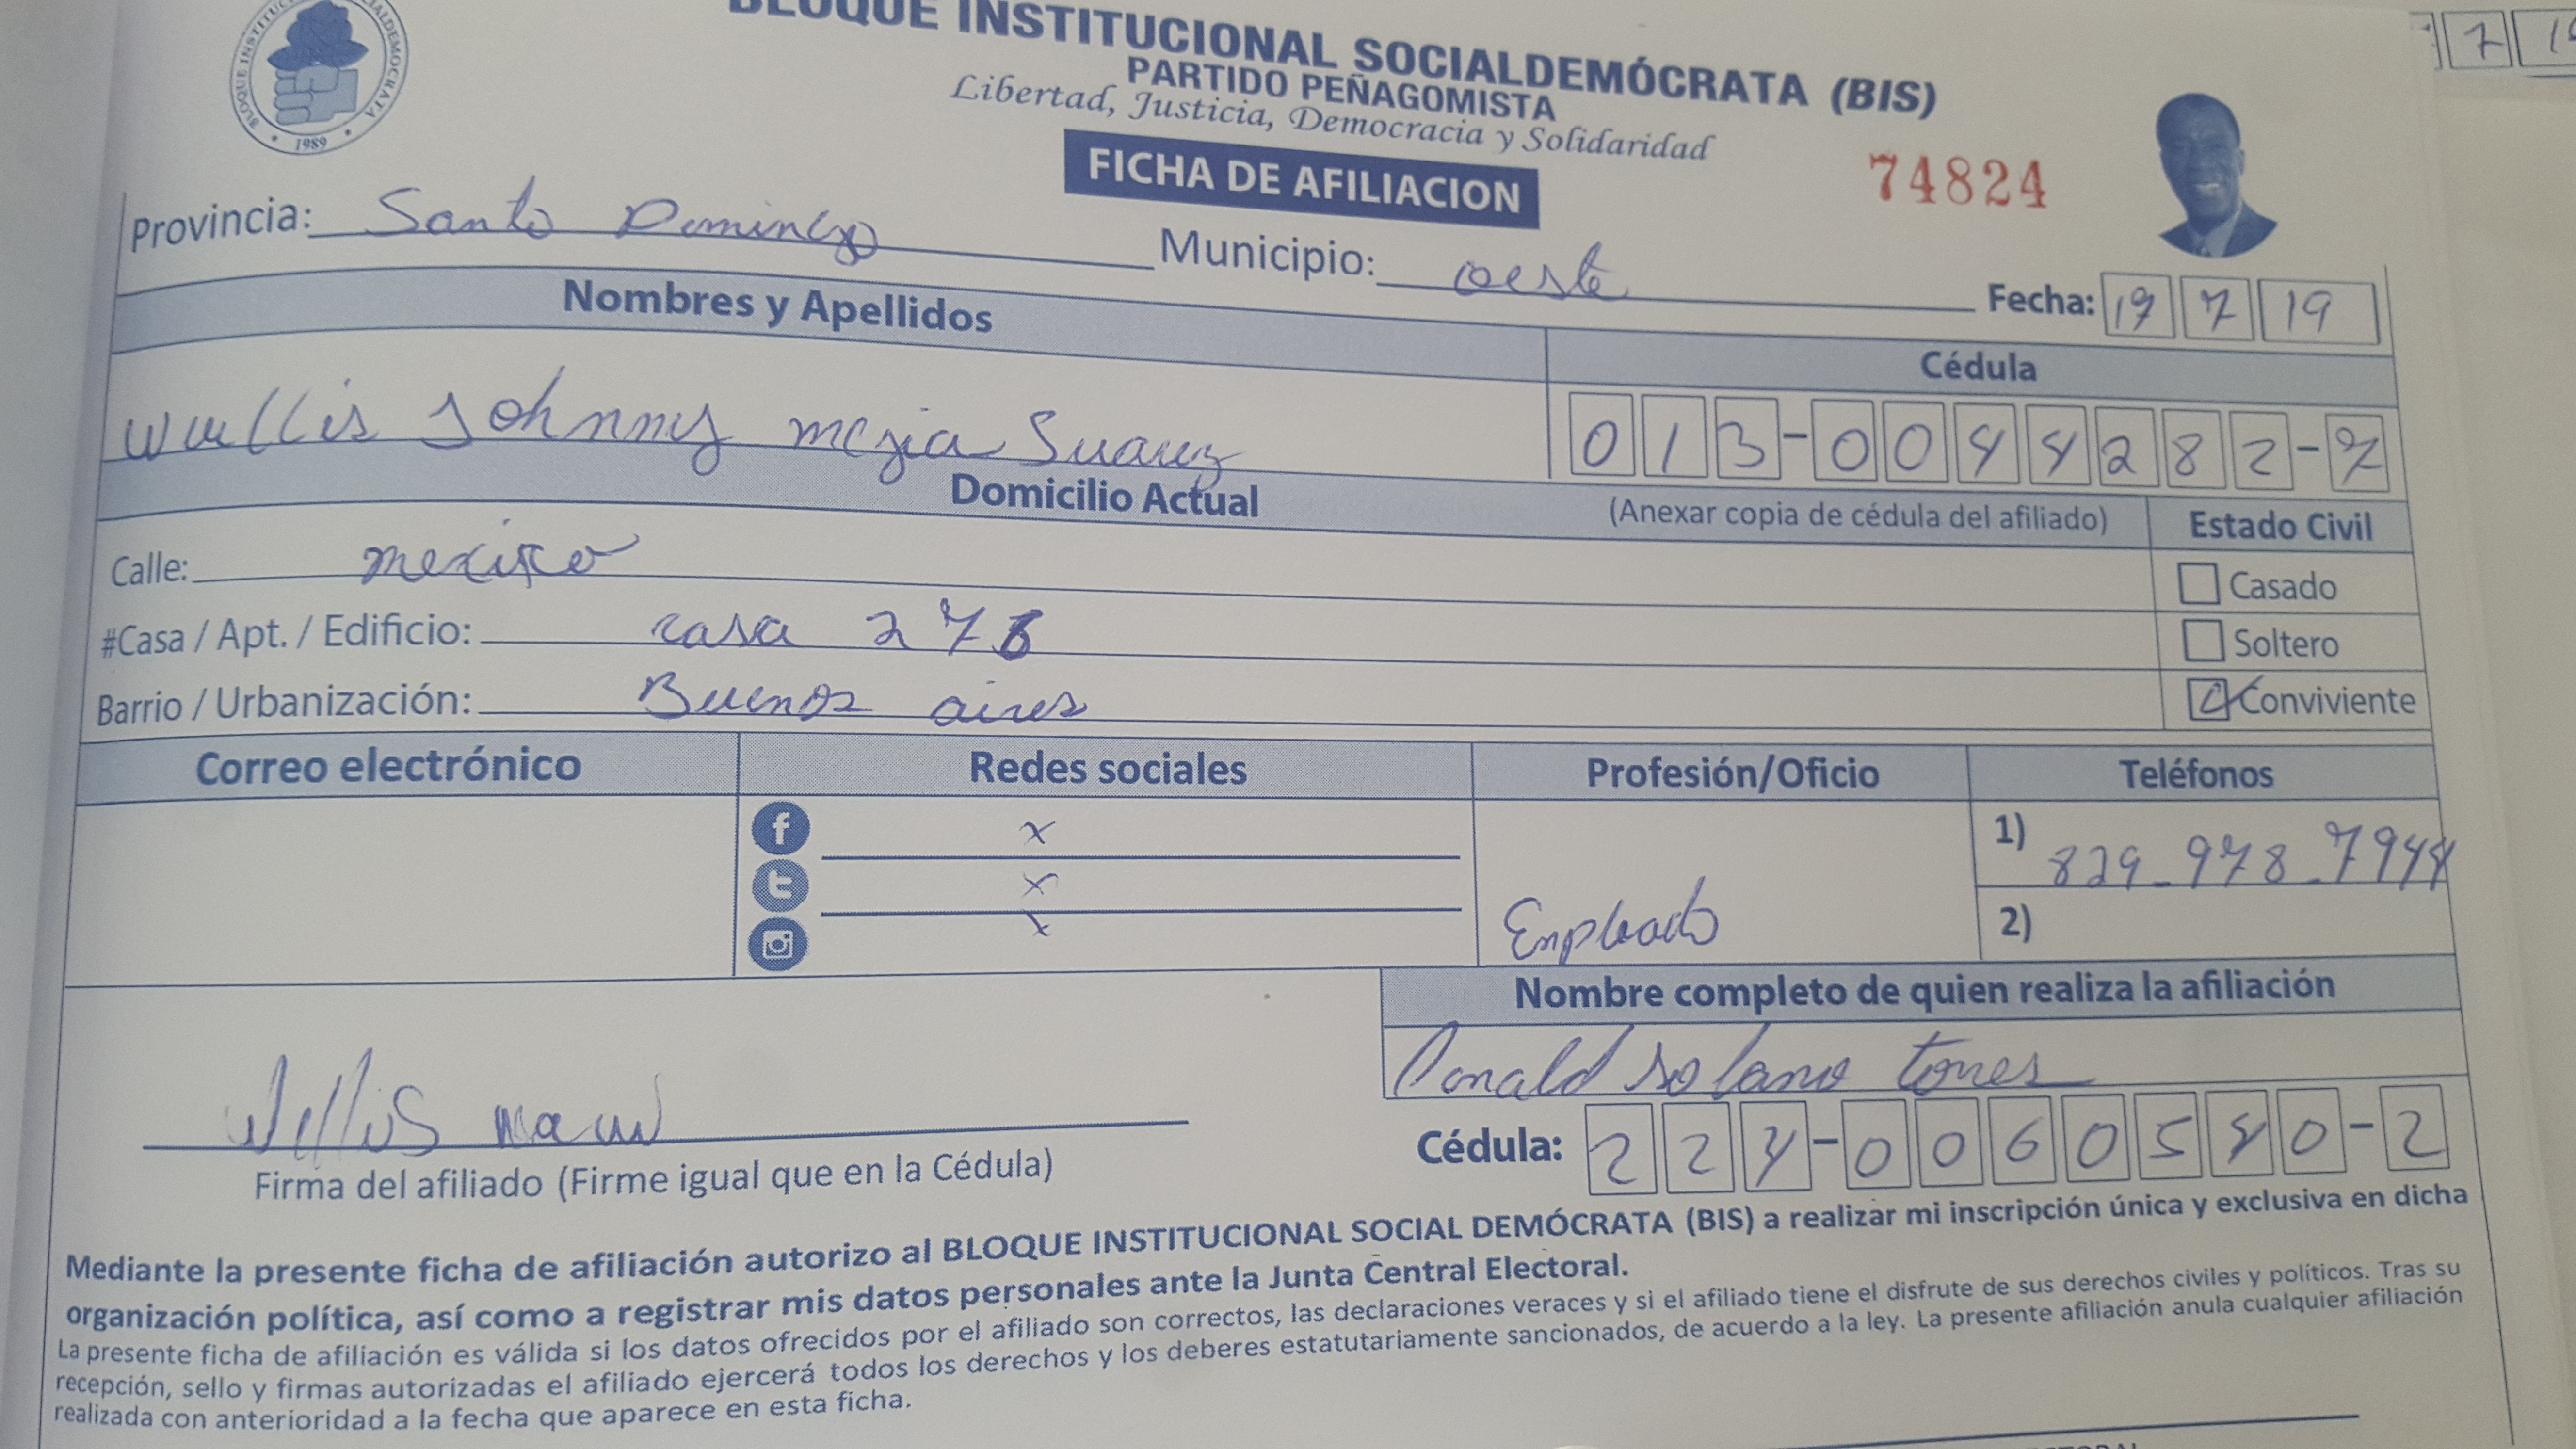 BLOQUE INSTITUCIONAL SOCIALDEMÓCRATA (BIS)
PARTIDO PEÑAGOMISTA
Libertad, Justicia, Democracia y Solidaridad
FICHA DE AFILIACION
74824
1989
Provincia: Santo Domingo Municipio: oeste Fecha: 19 7 19
Nombres y Apellidos Cédula
Johnny mejia Suarez 013-0044282-7
Domicilio Actual (Anexar copia de cédula del afiliado) Estado Civil
Calle: mexico
Casado
#Casa / Apt. / Edificio: casa 276
Soltero
Barrio / Urbanización: Buenos aires
Conviviente
Correo electrónico Redes sociales Profesión/Oficio Teléfonos
f x
1) 829-978-7944
t x
x
Empleado
2)
Nombre completo de quien realiza la afiliación
Donald solano torres
Cédula: 224-0060540-2
Firma del afiliado (Firme igual que en la Cédula)
Mediante la presente ficha de afiliación autorizo al BLOQUE INSTITUCIONAL SOCIAL DEMÓCRATA (BIS) a realizar mi inscripción única y exclusiva en dicha
organización política, así como a registrar mis datos personales ante la Junta Central Electoral.
La presente ficha de afiliación es válida si los datos ofrecidos por el afiliado son correctos, las declaraciones veraces y si el afiliado tiene el disfrute de sus derechos civiles y políticos. Tras su
recepción, sello y firmas autorizadas el afiliado ejercerá todos los derechos y los deberes estatutariamente sancionados, de acuerdo a la ley. La presente afiliación anula cualquier afiliación
realizada con anterioridad a la fecha que aparece en esta ficha.